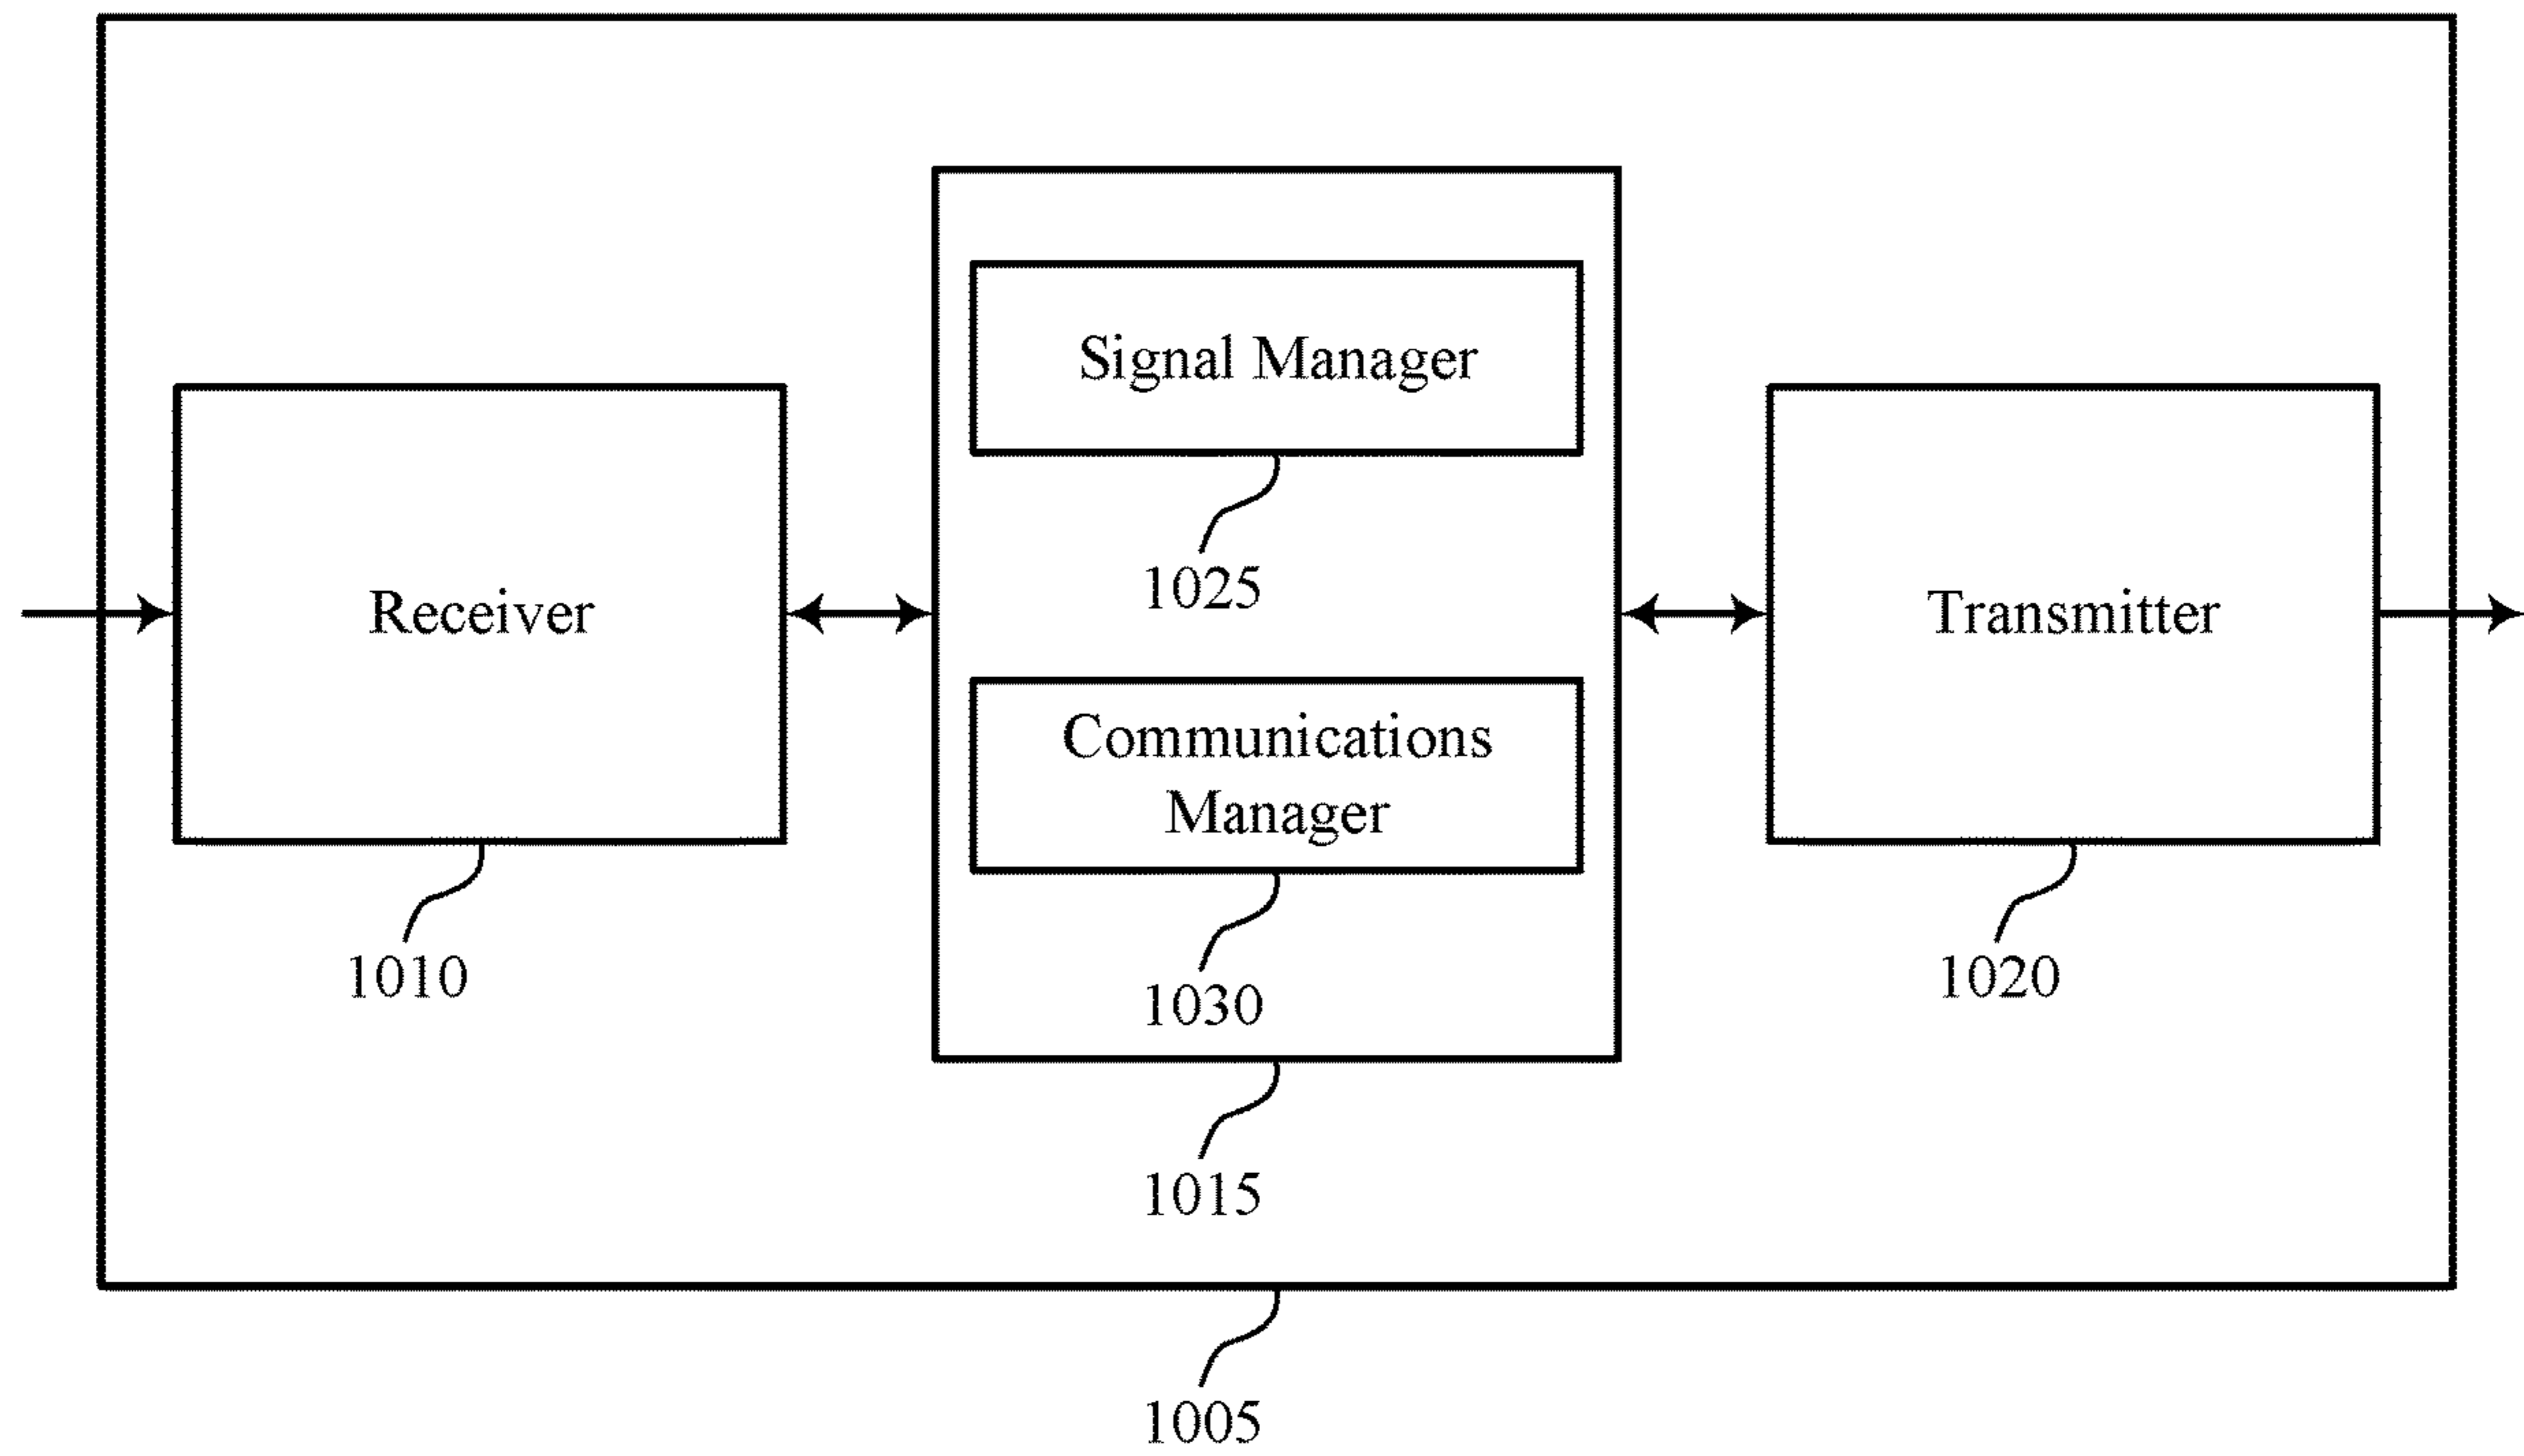 Signal Manager
1025
Receiver
Transmitter
Communications
Manager
1010
1030
1020
1015
1005